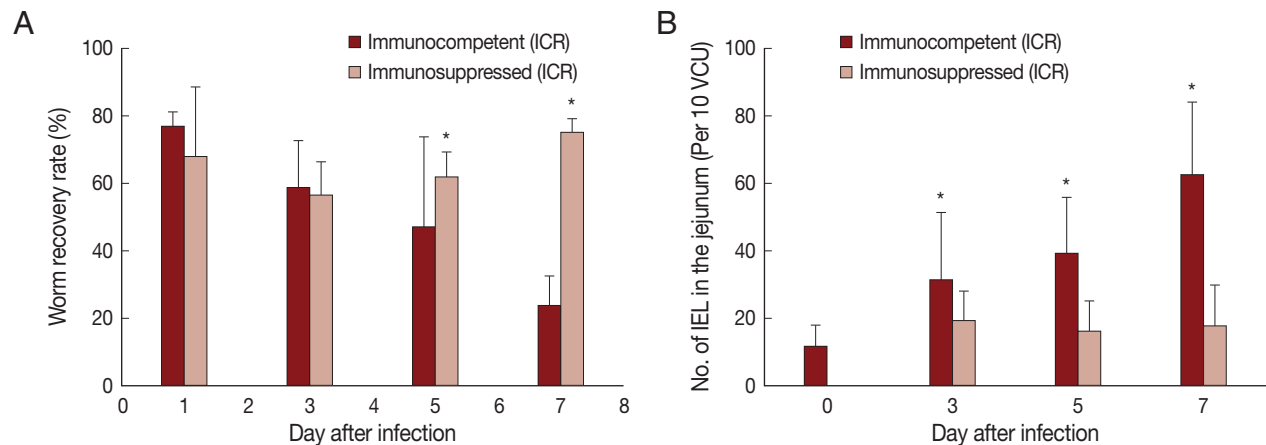 A
Immunocompetent (ICR)
Immunosuppressed (ICR)
Worm recovery rate (%)
100
80
60
40
20
0
*
*
0 1 2 3 4 5 6 7 8
Day after infection
B
Immunocompetent (ICR)
Immunosuppressed (ICR)
No. of IEL in the jejunum (Per 10 VCU)
100
80
60
40
20
0
*
*
*
0 3 5 7
Day after infection